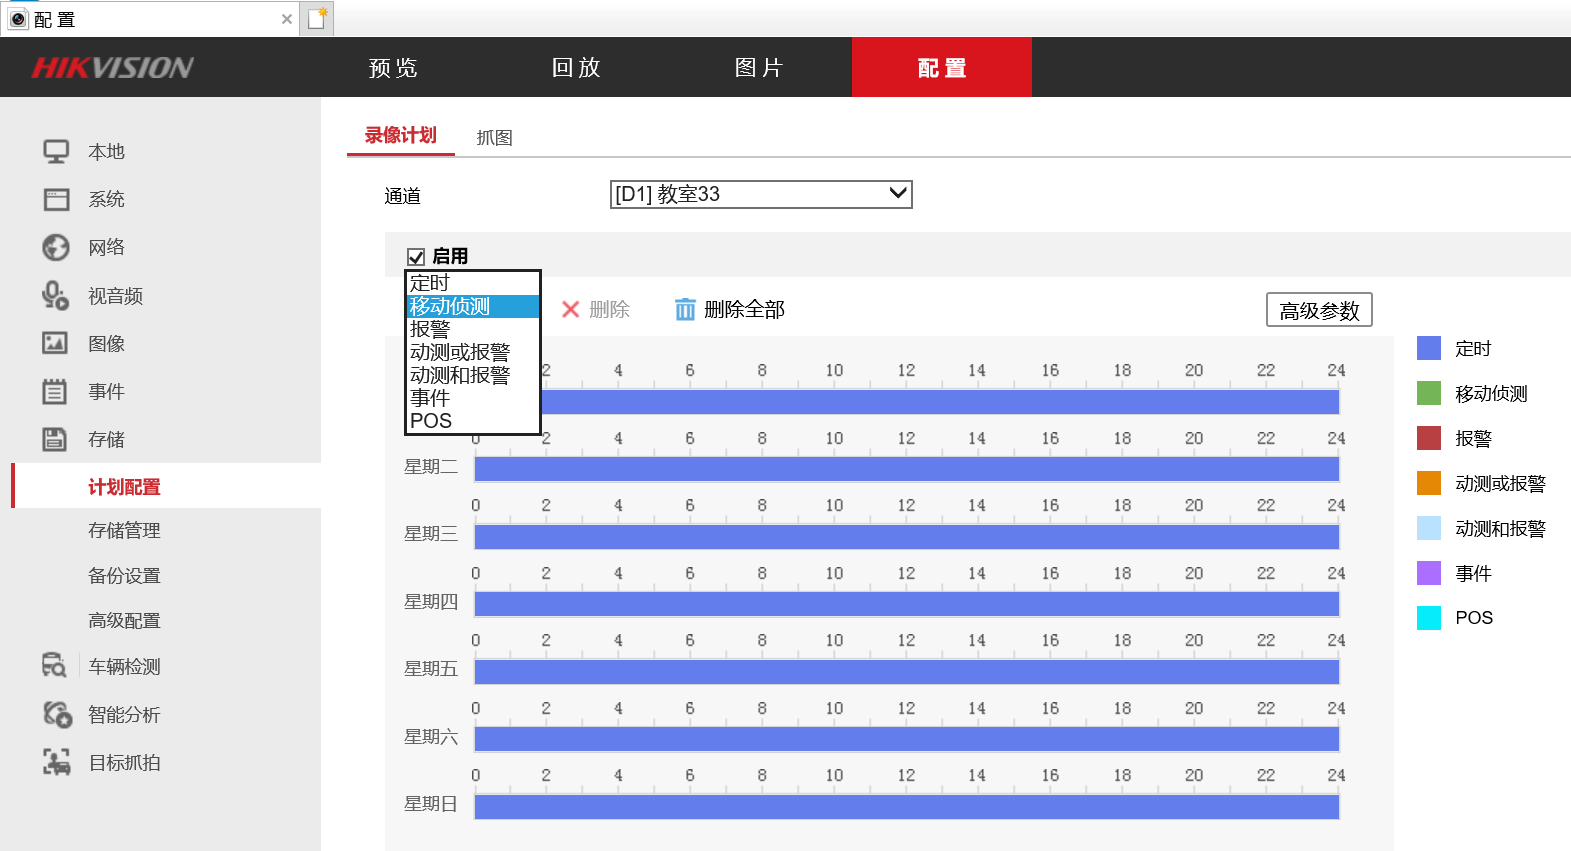 配 置
HIKVISION
预 览
回 放
图 片
配 置
本地
系统
网络
视音频
图像
事件
存储
计划配置
存储管理
备份设置
高级配置
车辆检测
智能分析
目标抓拍
录像计划
抓图
通道
[D1] 教室33
启用
定时
移动侦测
报警
动测或报警
动测和报警
事件
POS
删除
删除全部
高级参数
2 4 6 8 10 12 14 16 18 20 22 24
0 2 4 6 8 10 12 14 16 18 20 22 24
星期二
0 2 4 6 8 10 12 14 16 18 20 22 24
星期三
0 2 4 6 8 10 12 14 16 18 20 22 24
星期四
0 2 4 6 8 10 12 14 16 18 20 22 24
星期五
0 2 4 6 8 10 12 14 16 18 20 22 24
星期六
0 2 4 6 8 10 12 14 16 18 20 22 24
星期日
定时
移动侦测
报警
动测或报警
动测和报警
事件
POS